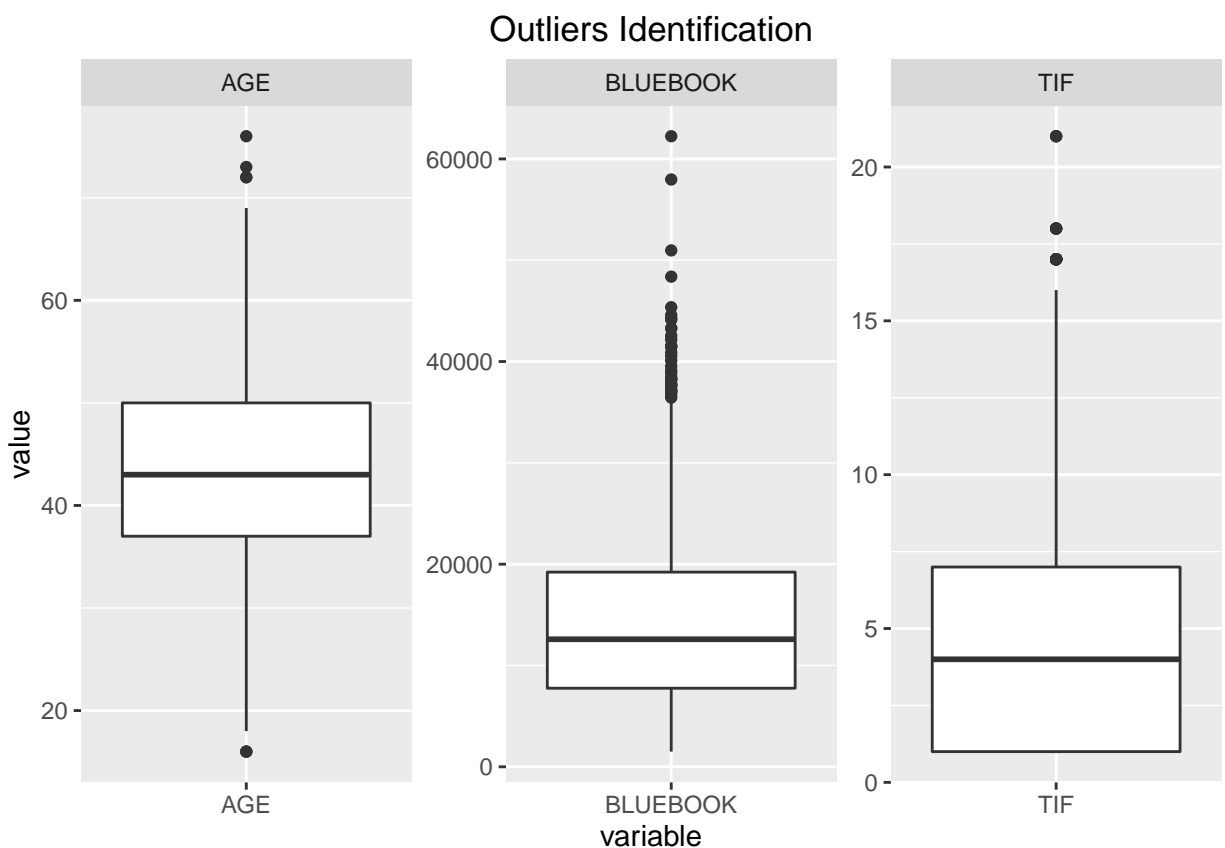 Outliers Identification
AGE
BLUEBOOK
TIF
value
60
40
20
60000
40000
20000
0
20
15
10
5
0
AGE
BLUEBOOK
TIF
variable